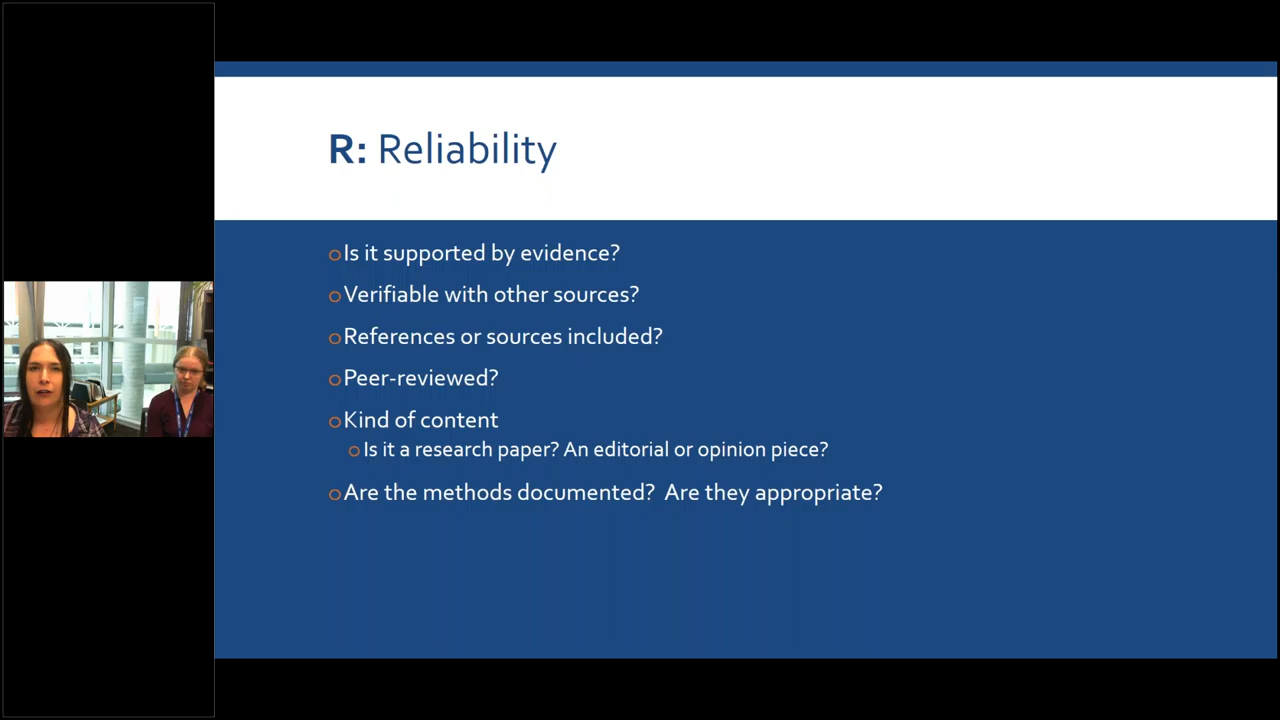 R: Reliability
Is it supported by evidence?
Verifiable with other sources?
References or sources included?
Peer-reviewed?
Kind of content
Is it a research paper? An editorial or opinion piece?
Are the methods documented? Are they appropriate?